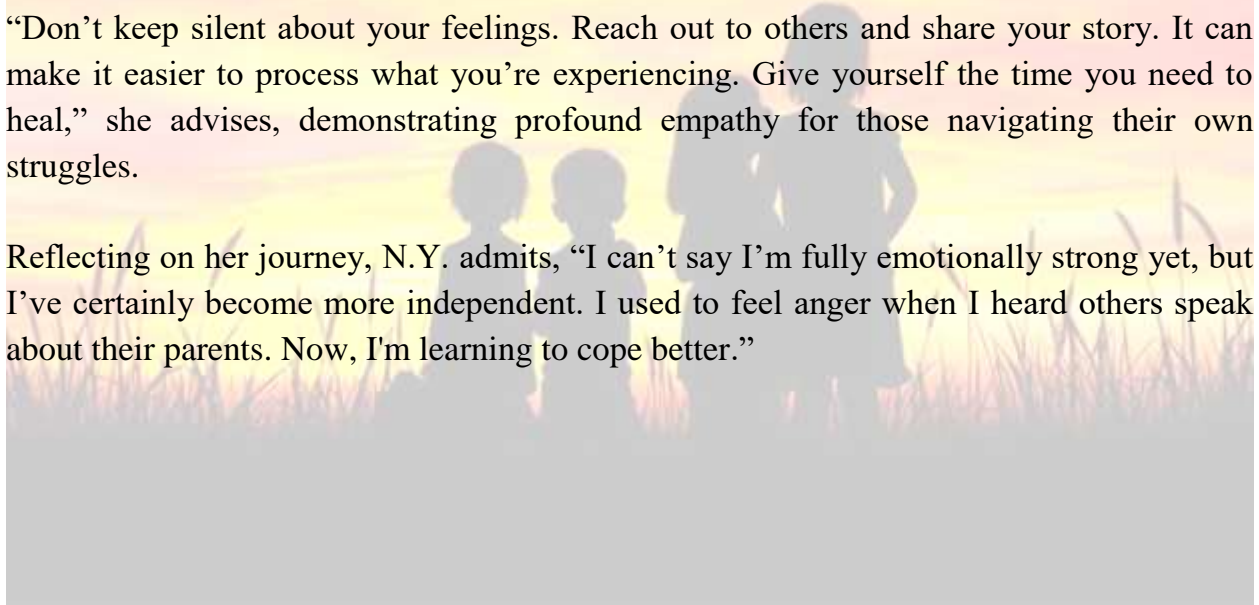 “Don’t keep silent about your feelings. Reach out to others and share your story. It can
make it easier to process what you’re experiencing. Give yourself the time you need to
heal,” she advises, demonstrating profound empathy for those navigating their own
struggles.
Reflecting on her journey, N.Y. admits, “I can’t say I’m fully emotionally strong yet, but
I’ve certainly become more independent. I used to feel anger when I heard others speak
about their parents. Now, I'm learning to cope better.”